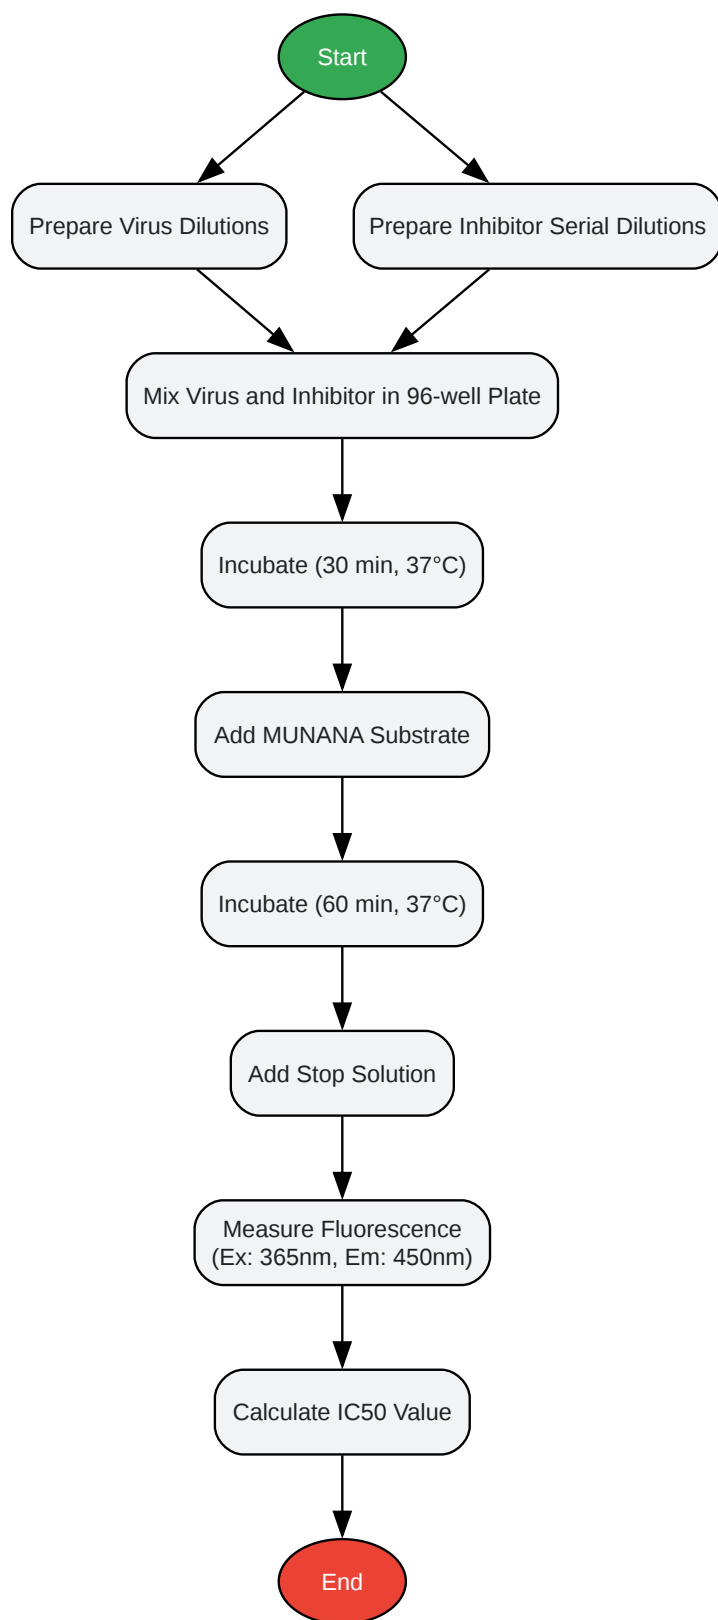 Start
Prepare Virus Dilutions
Prepare Inhibitor Serial Dilutions
Mix Virus and Inhibitor in 96-well Plate
Incubate (30 min, 37°C)
Add MUNANA Substrate
Incubate (60 min, 37°C)
Add Stop Solution
Measure Fluorescence
(Ex: 365nm, Em: 450nm)
Calculate IC50 Value
End